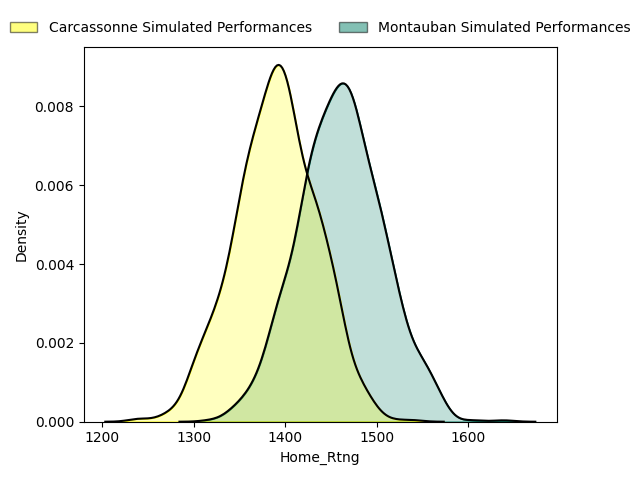 Carcassonne Simulated Performances Montauban Simulated Performances
0.008
0.006
0.004
0.002
0.000
Density
1200 1300 1400 1500 1600
Home_Rtng